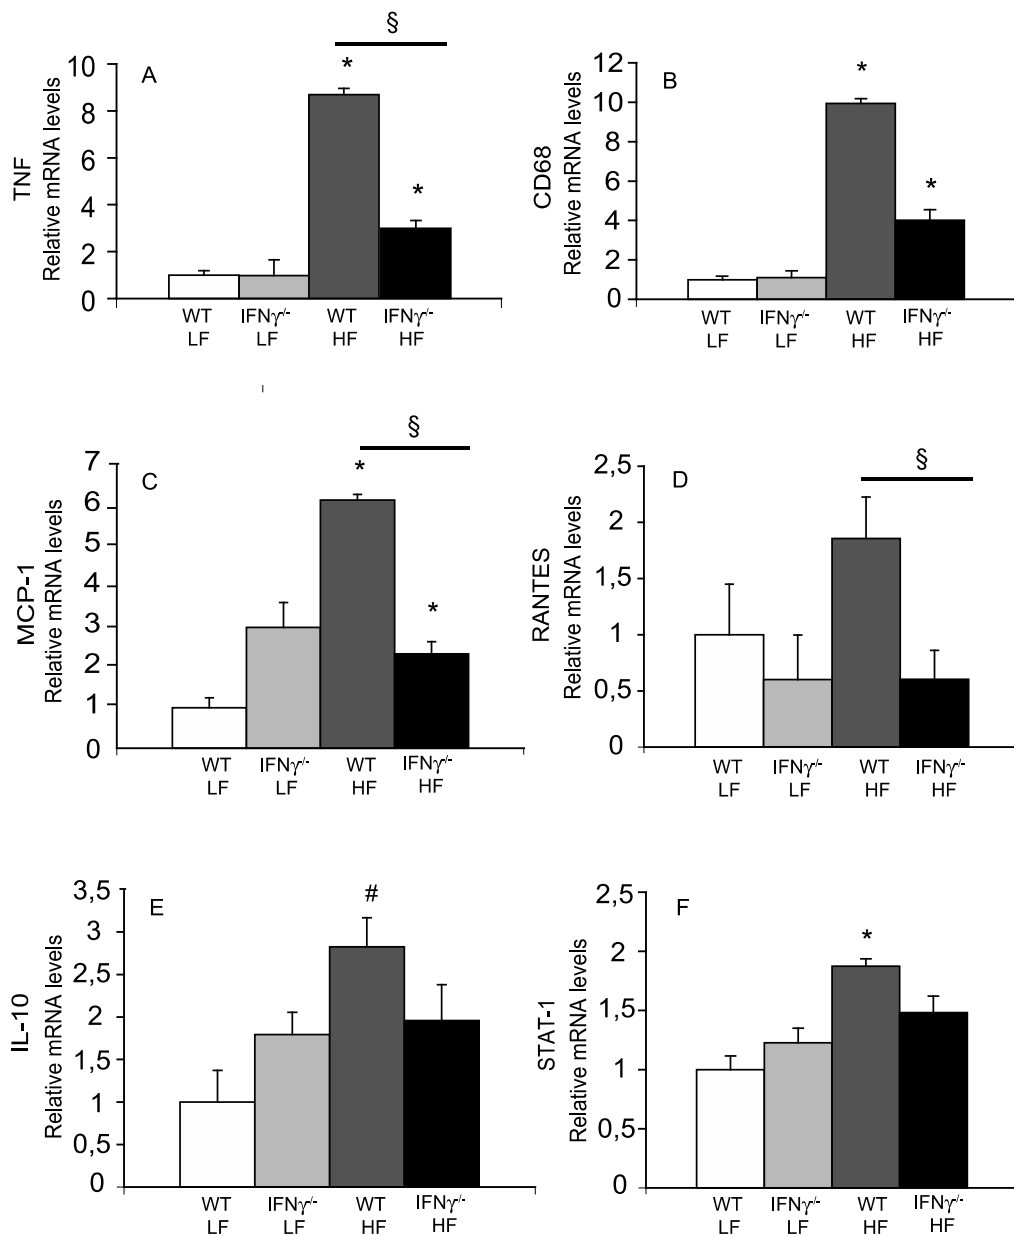 §
A
*
*
TNF
Relative mRNA levels
10
8
6
4
2
0
WT
LF
IFNγ-/-
LF
WT
HF
IFNγ-/-
HF
B
*
*
CD68
Relative mRNA levels
12
10
8
6
4
2
0
WT
LF
IFNγ-/-
LF
WT
HF
IFNγ-/-
HF
§
C
*
*
MCP-1
Relative mRNA levels
7
6
5
4
3
2
1
0
WT
LF
IFNγ-/-
LF
WT
HF
IFNγ-/-
HF
§
D
RANTES
Relative mRNA levels
2,5
2
1,5
1
0,5
0
WT
LF
IFNγ-/-
LF
WT
HF
IFNγ-/-
HF
E
#
IL-10
Relative mRNA levels
3,5
3
2,5
2
1,5
1
0,5
0
WT
LF
IFNγ-/-
LF
WT
HF
IFNγ-/-
HF
F
*
STAT-1
Relative mRNA levels
2,5
2
1,5
1
0,5
0
WT
LF
IFNγ-/-
LF
WT
HF
IFNγ-/-
HF